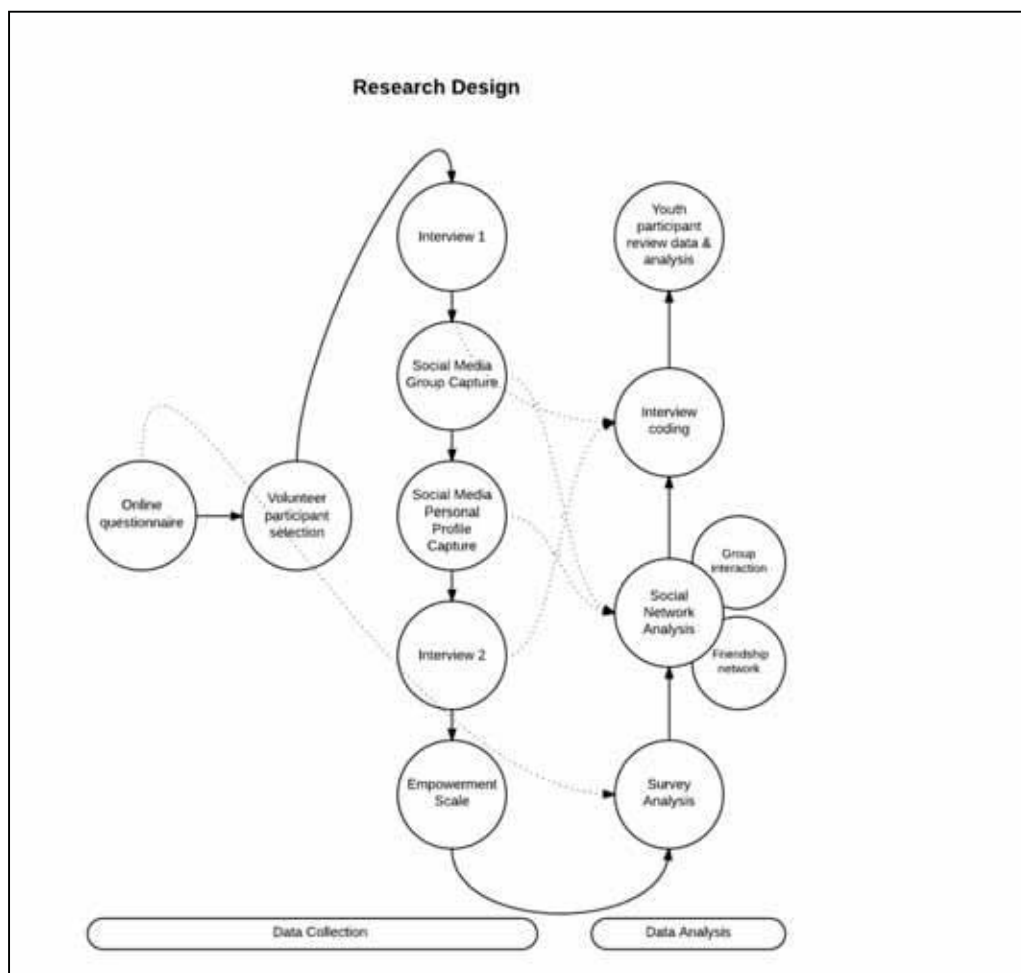 Research Design
Interview 1
Social Media
Group Capture
Social Media
Personal
Profile
Capture
Interview 2
Empowerment
Scale
Online
questionnaire
Volunteer
participant
selection
Youth
participant
review data &
analysis
Interview
coding
Social
Network
Analysis
Group
interaction
Friendship
network
Survey
Analysis
Data Collection
Data Analysis